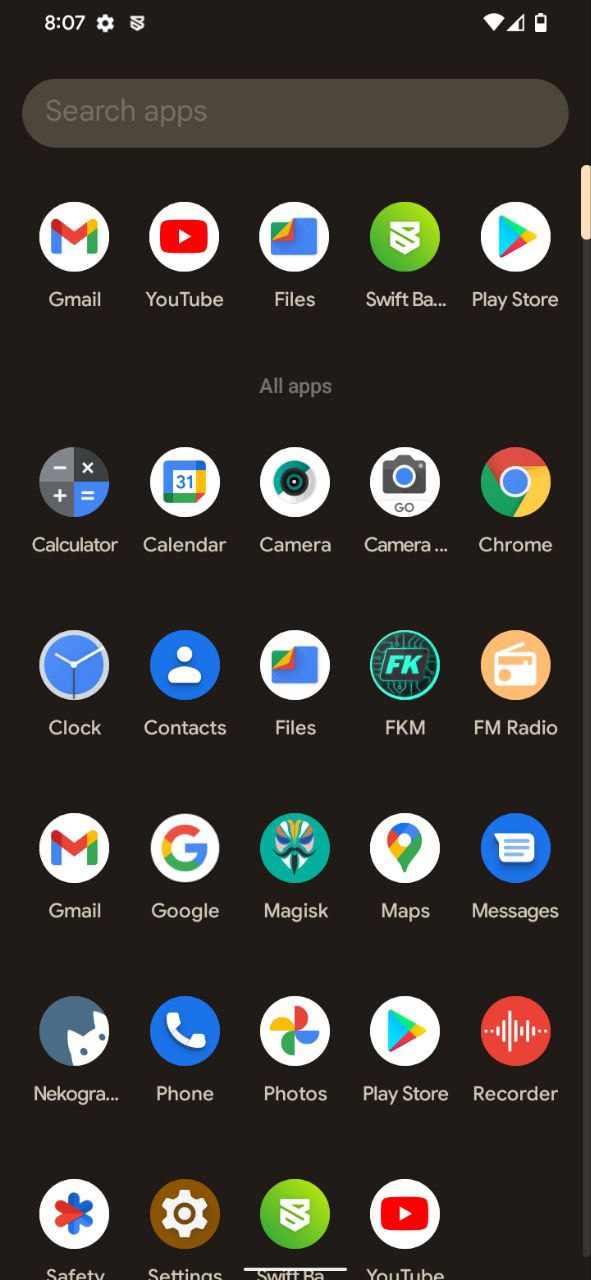 8:07
Search apps
Gmail YouTube Files Swift Ba... Play Store
All apps
31
GO
Calculator Calendar Camera Camera ... Chrome
FK
Clock Contacts Files FKM FM Radio
Gmail Google Magisk Maps Messages
Nekogra... Phone Photos Play Store Recorder
Safety Settings Swift Ba... YouTube